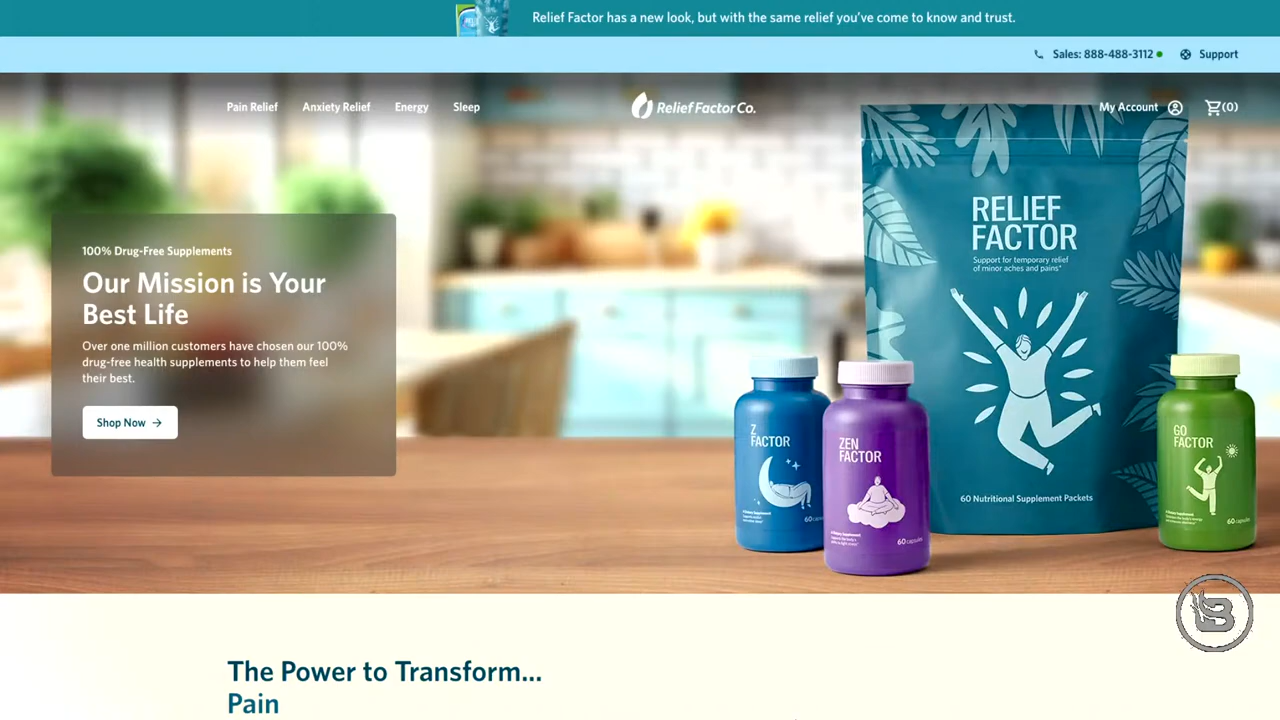 Relief Factor has a new look, but with the same relief you've come to know and trust.
Sales: 888-488-3112
Support
Pain Relief
Anxiety Relief
Energy
Sleep
Relief Factor Co.
My Account
(0)
100% Drug-Free Supplements
Our Mission is Your
Best Life
Over one million customers have chosen our 100%
drug-free health supplements to help them feel
their best.
Shop Now
RELIEF
FACTOR
Support for temporary relief
of minor aches and pains*
60 Nutritional Supplement Packets
Z
FACTOR
ZEN
FACTOR
60 capsules
GO
FACTOR
60 capsules
The Power to Transform...
Pain